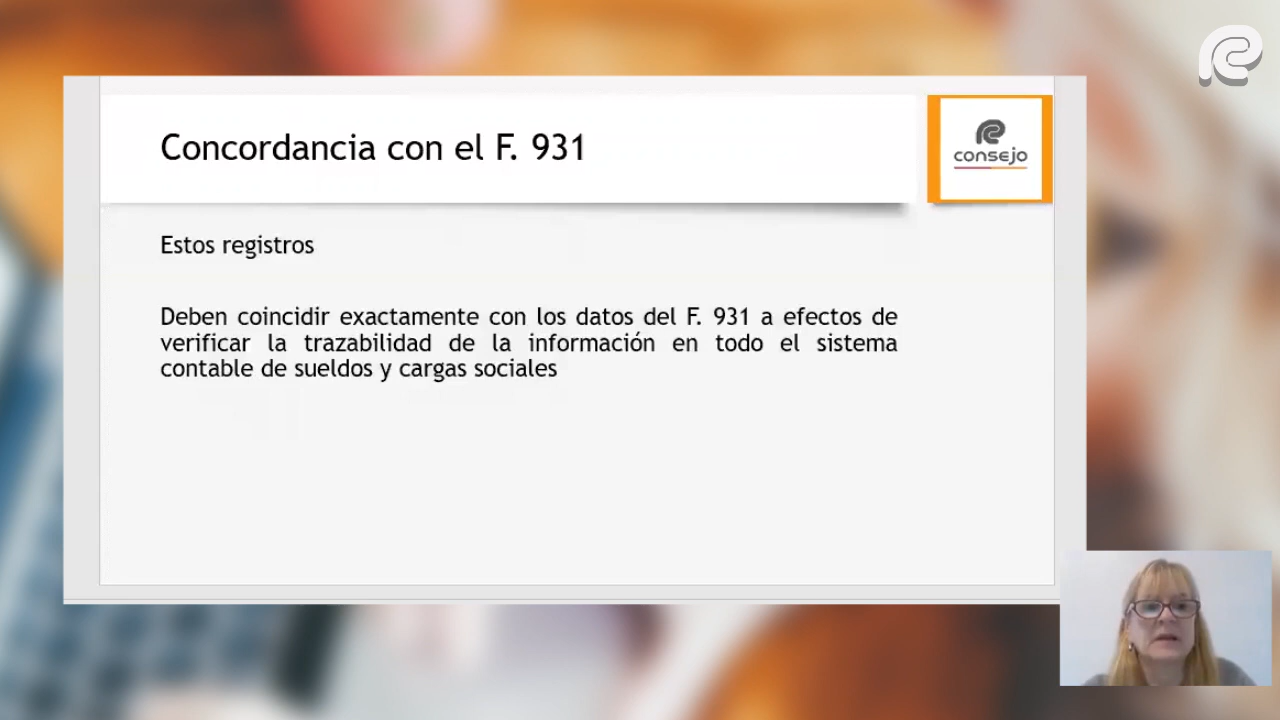 Concordancia con el F. 931
consejo
Estos registros
Deben coincidir exactamente con los datos del F. 931 a efectos de
verificar la trazabilidad de la información en todo el sistema
contable de sueldos y cargas sociales